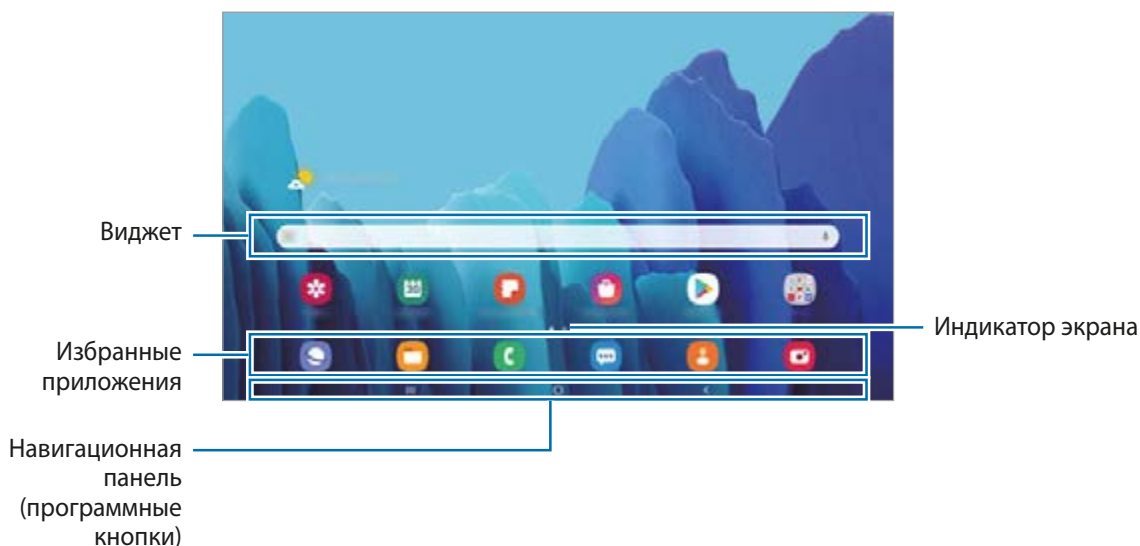 Виджет
Индикатор экрана
Избранные
приложения
Навигационная
панель
(программные
кнопки)